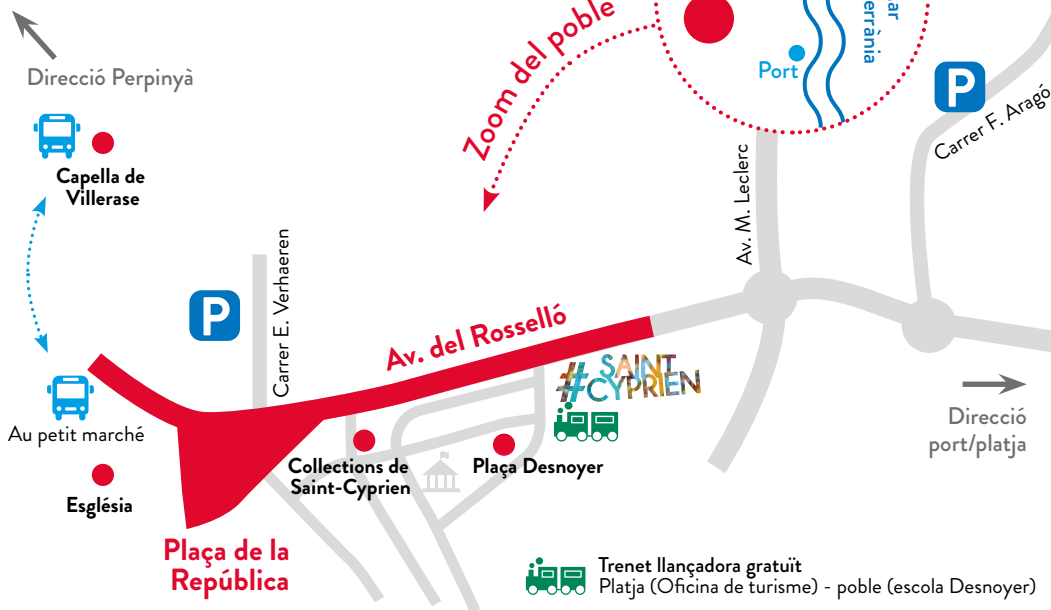 Direcció Perpinyà
Zoom del poble
Port
P
Carrer F. Aragó
Capella de
Villerase
Av. M. Leclerc
Carrer E. Verhaeren
P
Av. del Rosselló
#SAINT
CYPRIEN
Au petit marché
Església
Collections de
Saint-Cyprien
Plaça Desnoyer
Direcció
port/platja
Plaça de la
República
Trenet llançadora gratuït
Platja (Oficina de turisme) - poble (escola Desnoyer)